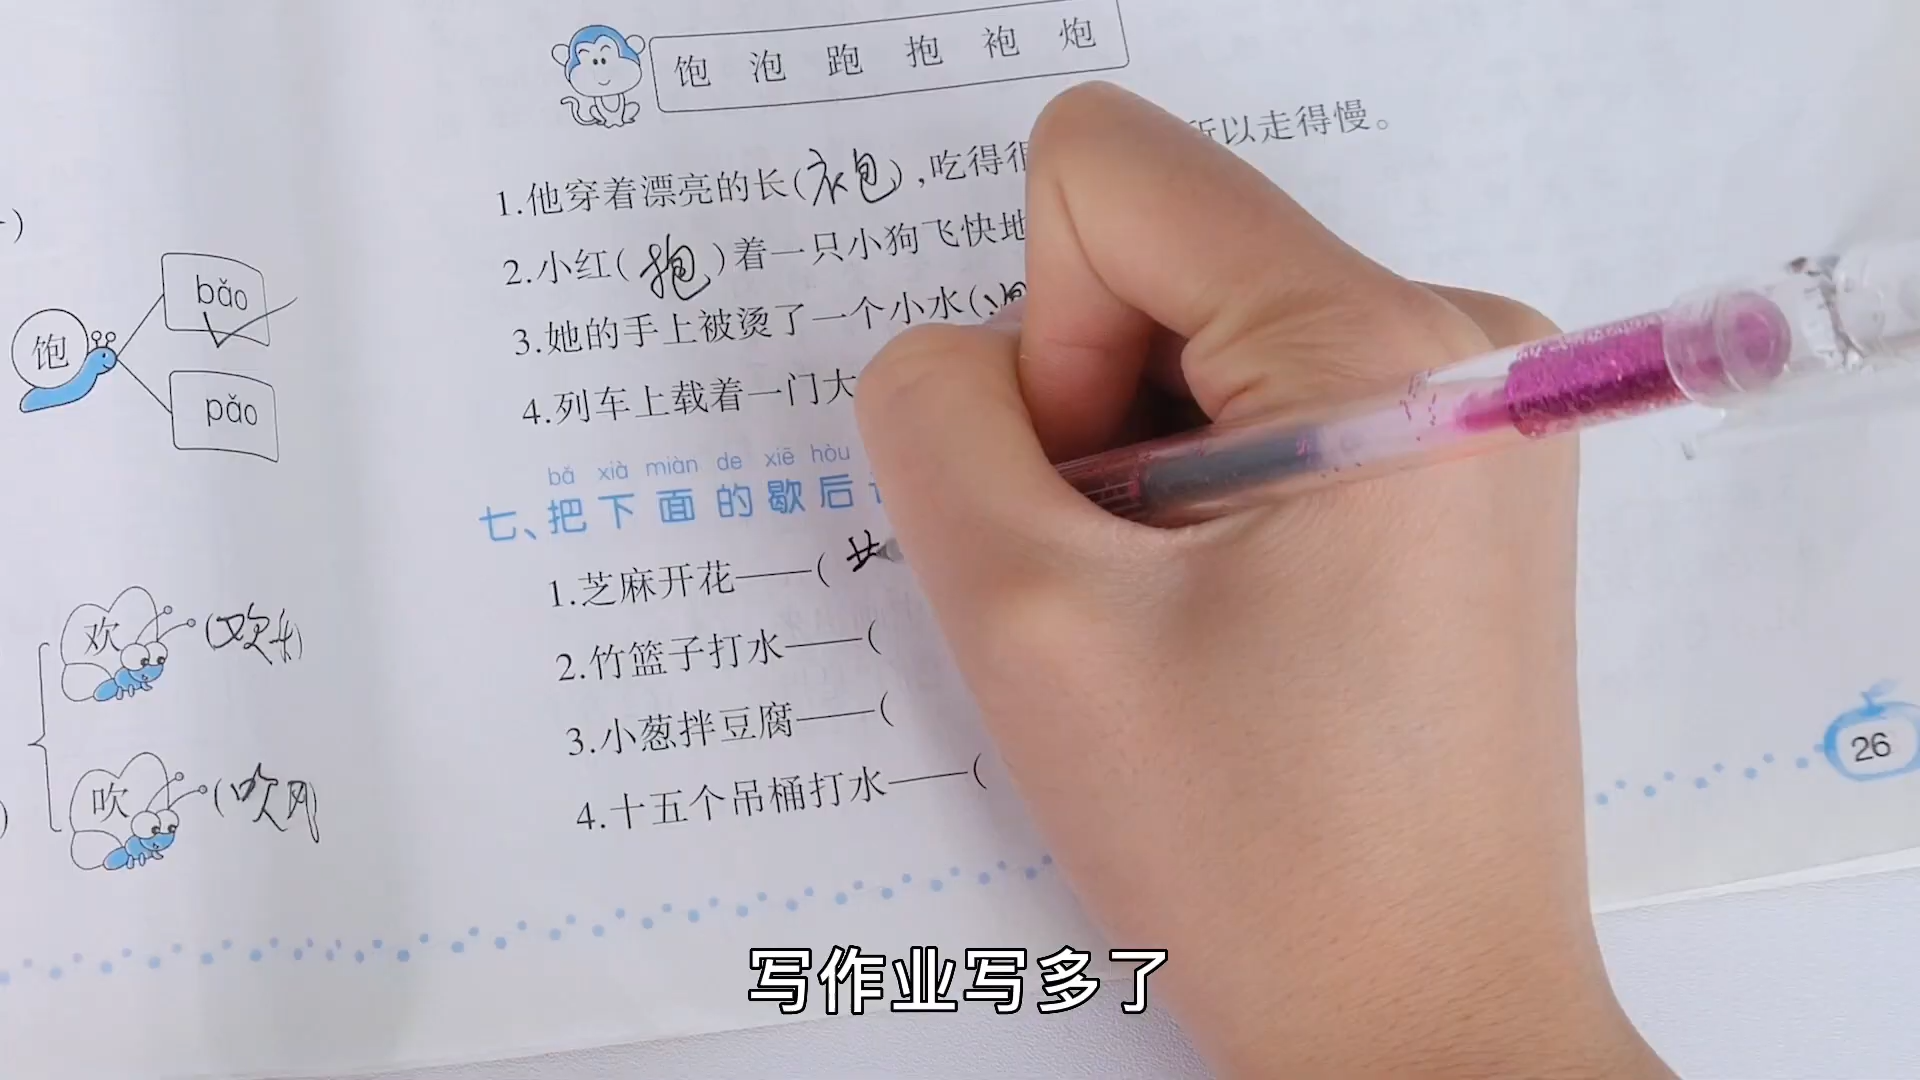 饱 泡 跑 抱 袍 炮
1.他穿着漂亮的长(袍),吃得很 所以走得慢。
2.小红(抱)着一只小狗飞快地
3.她的手上被烫了一个小水(泡
4.列车上载着一门大
bǎ xià miàn de xiē hòu
七、把下面的歇后
1.芝麻开花——(
2.竹篮子打水——(
3.小葱拌豆腐——(
4.十五个吊桶打水——(
饱
bǎo
pǎo
欢(欢乐)
吹(吹风)
26
写作业写多了